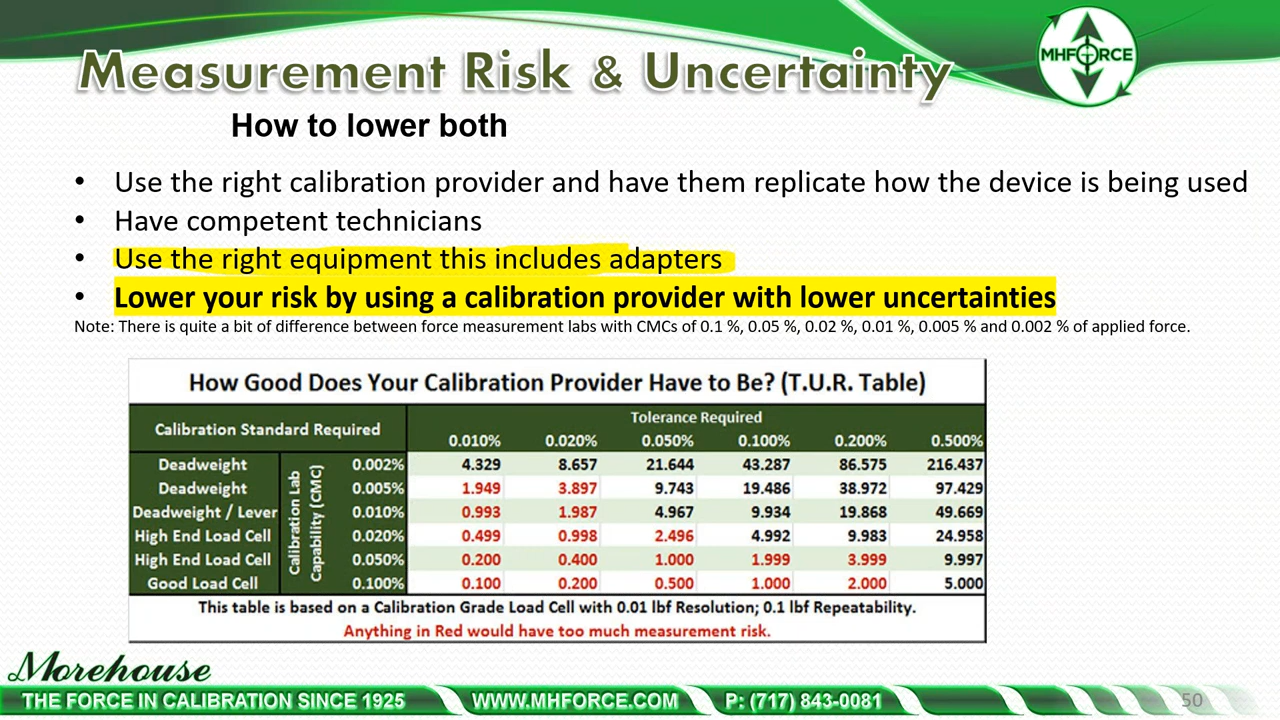 Measurement Risk & Uncertainty
MHFORCE
How to lower both
• Use the right calibration provider and have them replicate how the device is being used
• Have competent technicians
• Use the right equipment this includes adapters
• Lower your risk by using a calibration provider with lower uncertainties
Note: There is quite a bit of difference between force measurement labs with CMCs of 0.1 %, 0.05 %, 0.02 %, 0.01 %, 0.005 % and 0.002 % of applied force.
How Good Does Your Calibration Provider Have to Be? (T.U.R. Table)
Calibration Standard Required
Tolerance Required
0.010% 0.020% 0.050% 0.100% 0.200% 0.500%
Calibration Lab
Capability (CMC)
Deadweight 0.002% 4.329 8.657 21.644 43.287 86.575 216.437
Deadweight 0.005% 1.949 3.897 9.743 19.486 38.972 97.429
Deadweight / Lever 0.010% 0.993 1.987 4.967 9.934 19.868 49.669
High End Load Cell 0.020% 0.499 0.998 2.496 4.992 9.983 24.958
High End Load Cell 0.050% 0.200 0.400 1.000 1.999 3.999 9.997
Good Load Cell 0.100% 0.100 0.200 0.500 1.000 2.000 5.000
This table is based on a Calibration Grade Load Cell with 0.01 lbf Resolution; 0.1 lbf Repeatability.
Anything in Red would have too much measurement risk.
Morehouse
THE FORCE IN CALIBRATION SINCE 1925 WWW.MHFORCE.COM P: (717) 843-0081 50